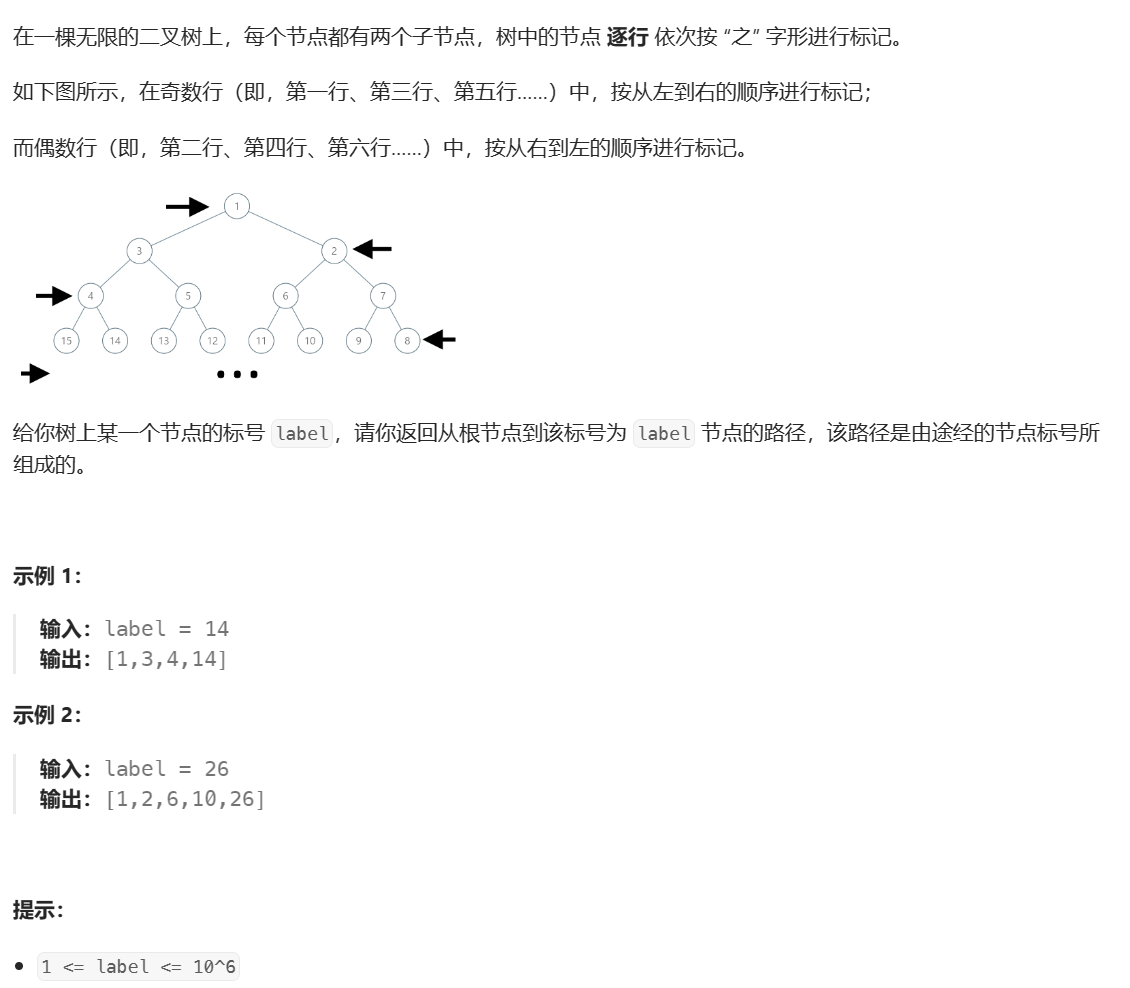 在一棵无限的二叉树上，每个节点都有两个子节点，树中的节点 逐行 依次按 “之” 字形进行标记。
如下图所示，在奇数行（即，第一行、第三行、第五行……）中，按从左到右的顺序进行标记；
而偶数行（即，第二行、第四行、第六行……）中，按从右到左的顺序进行标记。
1
3 2
4 5 6 7
15 14 13 12 11 10 9 8
给你树上某一个节点的标号 label，请你返回从根节点到该标号为 label 节点的路径，该路径是由途经的节点标号所
组成的。
示例 1：
输入：label = 14
输出：[1,3,4,14]
示例 2：
输入：label = 26
输出：[1,2,6,10,26]
提示：
1 <= label <= 10^6